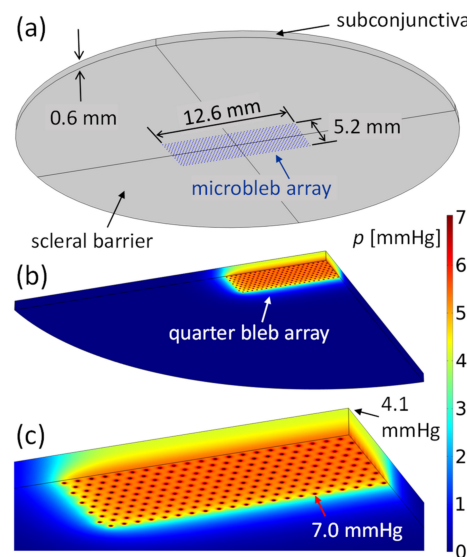 (a)
subconjunctiva
0.6 mm
12.6 mm
5.2 mm
microbleb array
scleral barrier
p [mmHg]
7
6
5
4
3
2
1
0
(b)
quarter bleb array
(c)
4.1
mmHg
7.0 mmHg